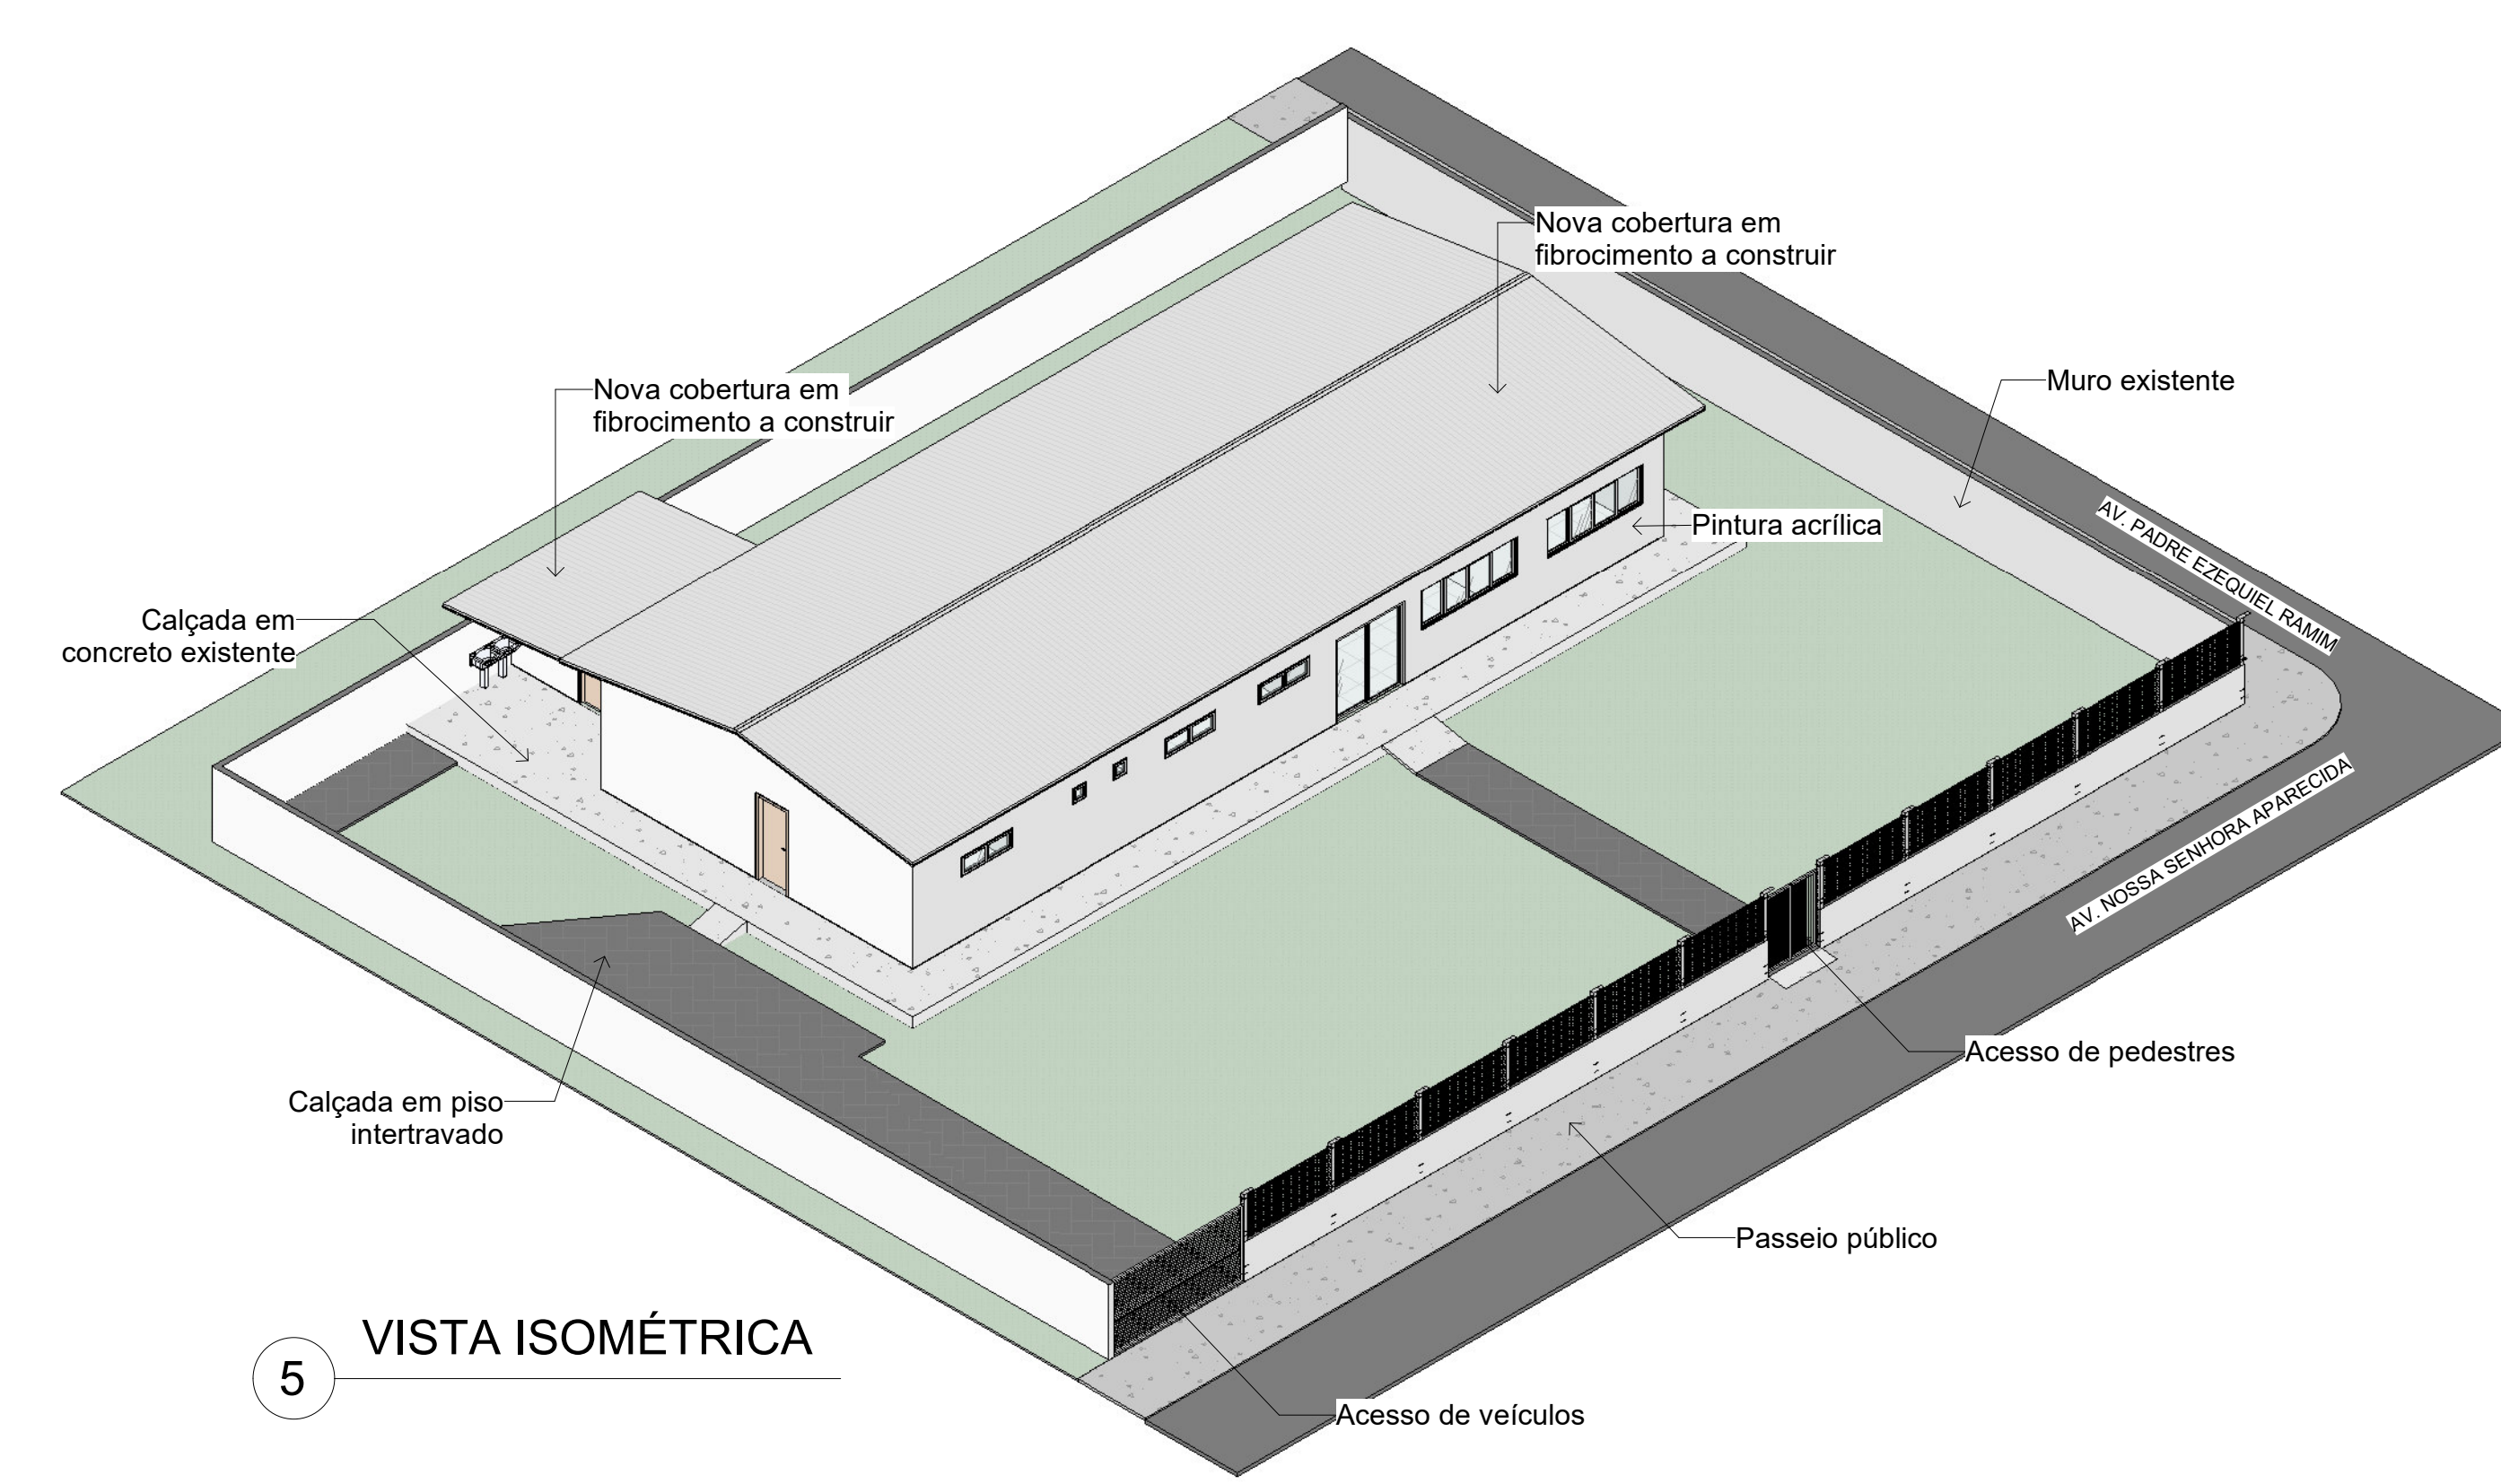 Nova cobertura em
fibrocimento a construir
Nova cobertura em
fibrocimento a construir
Muro existente
Pintura acrílica
AV. PADRE EZEQUIEL RAMIM
Calçada em
concreto existente
AV. NOSSA SENHORA APARECIDA
Acesso de pedestres
Calçada em piso
intertravado
Passeio público
VISTA ISOMÉTRICA
5
Acesso de veículos